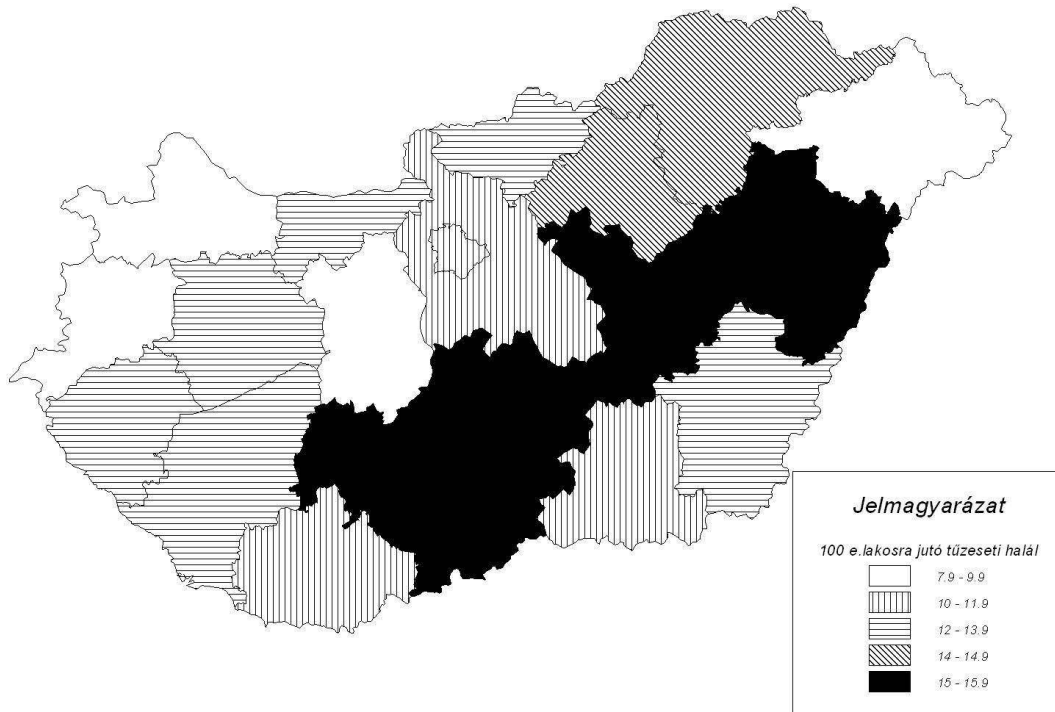 Jelmagyarázat
100 e.lakosra jutó tűzeseti halál
7.9 - 9.9
10 - 11.9
12 - 13.9
14 - 14.9
15 - 15.9